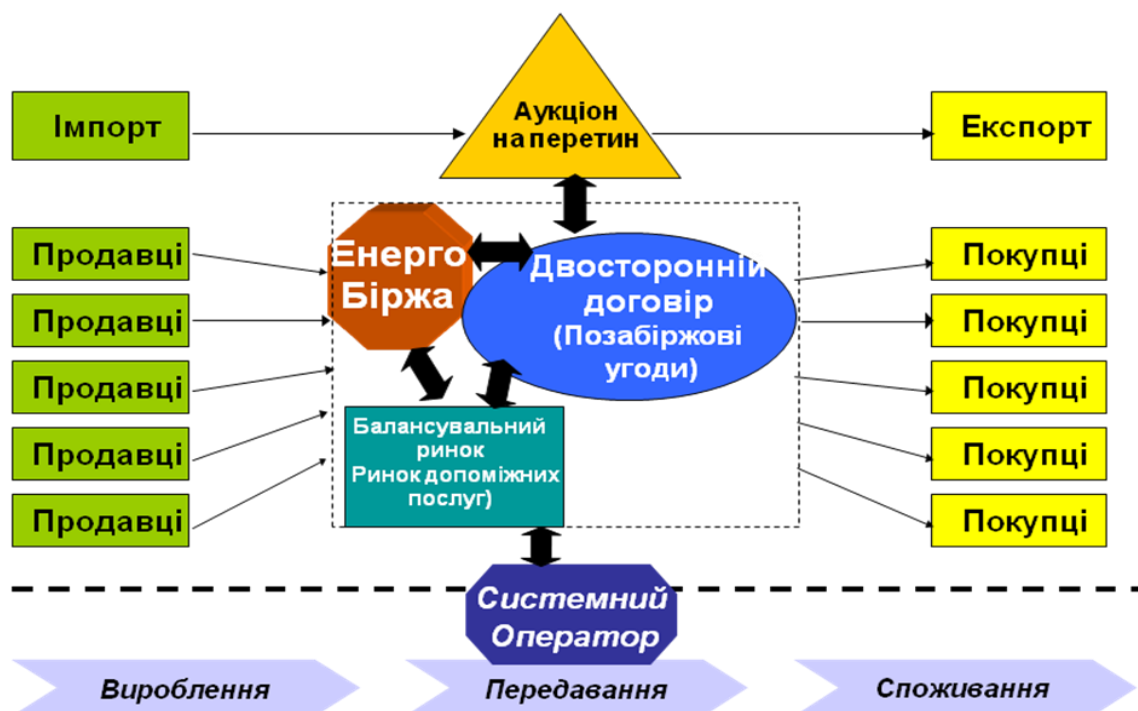 Аукціон
на перетин
Імпорт
Експорт
Продавці
Продавці
Продавці
Продавці
Продавці
Енерго
Біржа
Двосторонній
договір
(Позабіржові
угоди)
Балансувальний
ринок
Ринок допоміжних
послуг)
Покупці
Покупці
Покупці
Покупці
Покупці
Системний
Оператор
Вироблення
Передавання
Споживання